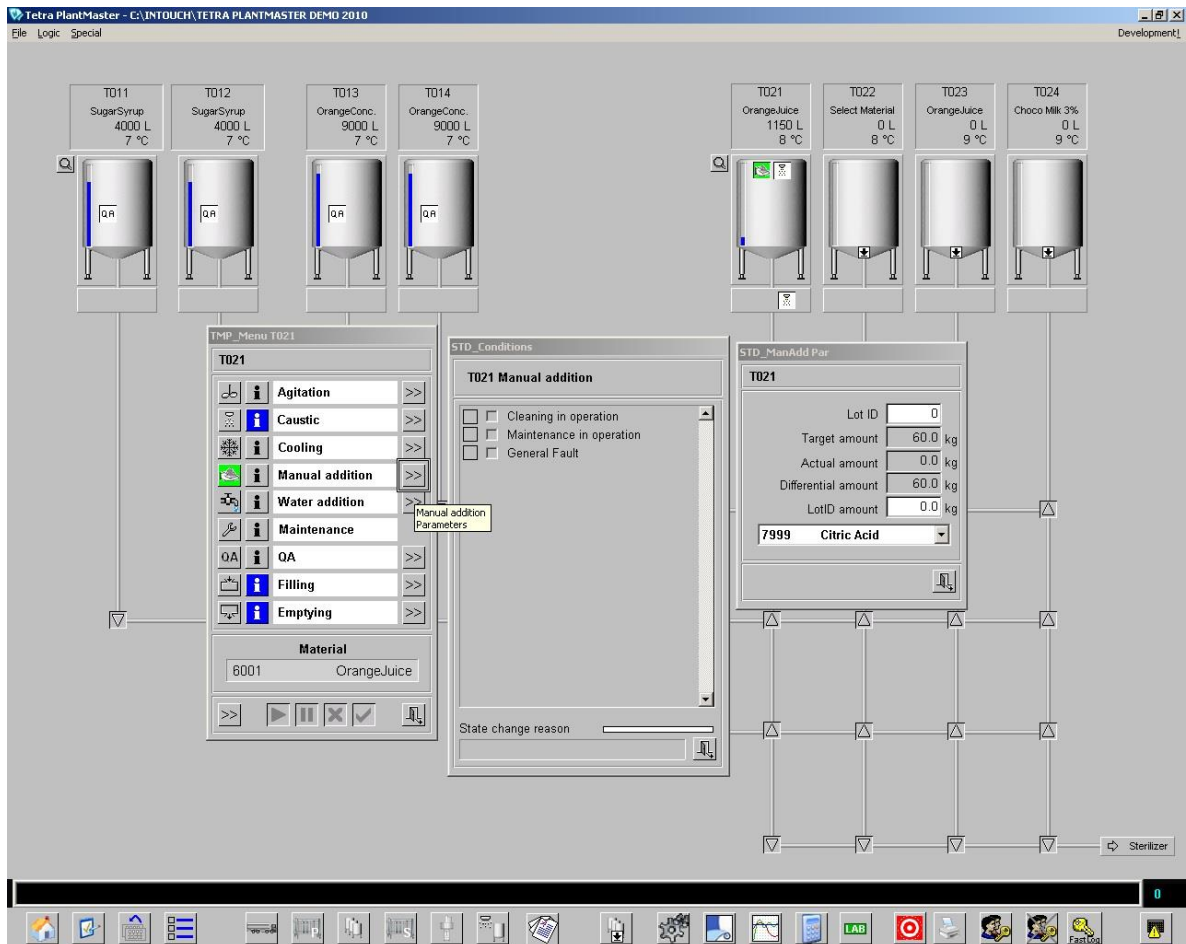 Tetra PlantMaster - C:\INTOUCH\TETRA PLANTMASTER DEMO 2010
File Logic Special Development!
T011 T012 T013 T014 T021 T022 T023 T024
SugarSyrup SugarSyrup OrangeConc. OrangeConc. OrangeJuice Select Material OrangeJuice Choco Milk 3%
4000 L 4000 L 9000 L 9000 L 1150 L 0 L 0 L 0 L
7 °C 7 °C 7 °C 7 °C 8 °C 8 °C 9 °C 9 °C
QA QA QA QA
TMP_Menu T021
T021
Agitation >>
Caustic >>
Cooling >>
Manual addition >>
Water addition >>
Maintenance
QA QA >>
Filling >>
Emptying >>
Material
6001 OrangeJuice
>>
Manual addition
Parameters
STD_Conditions
T021 Manual addition
Cleaning in operation
Maintenance in operation
General Fault
State change reason
STD_ManAdd Par
T021
Lot ID 0
Target amount 60.0 kg
Actual amount 0.0 kg
Differential amount 60.0 kg
LotID amount 0.0 kg
7999 Citric Acid
Sterilizer
0
LAB
FastLog